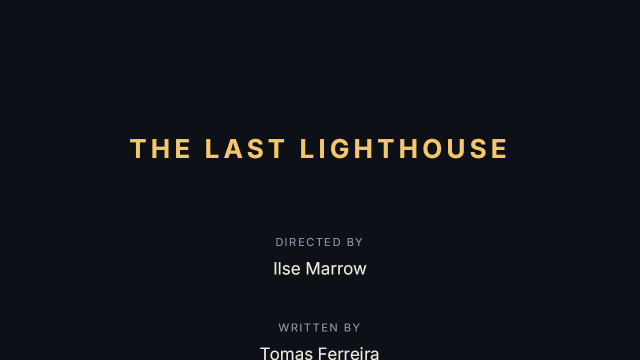 THE LAST LIGHTHOUSE
DIRECTED BY
Ilse Marrow
WRITTEN BY
Tomas Ferreira